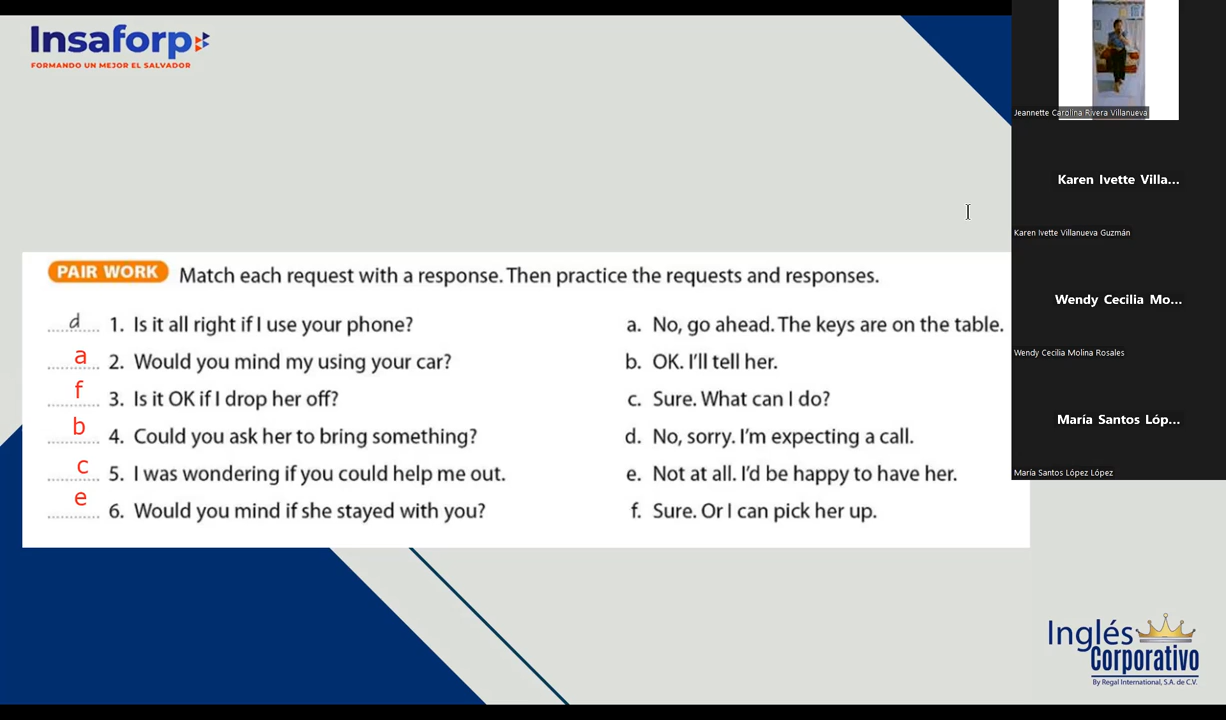 Insaforp
FORMANDO UN MEJOR EL SALVADOR
Jeannette Carolina Rivera Villanueva
Karen Ivette Villa...
Karen Ivette Villanueva Guzmán
Wendy Cecilia Mo...
Wendy Cecilia Molina Rosales
María Santos Lóp...
María Santos López López
PAIR WORK Match each request with a response. Then practice the requests and responses.
d 1. Is it all right if I use your phone?
a 2. Would you mind my using your car?
f 3. Is it OK if I drop her off?
b 4. Could you ask her to bring something?
c 5. I was wondering if you could help me out.
e 6. Would you mind if she stayed with you?
a. No, go ahead. The keys are on the table.
b. OK. I'll tell her.
c. Sure. What can I do?
d. No, sorry. I'm expecting a call.
e. Not at all. I'd be happy to have her.
f. Sure. Or I can pick her up.
Inglés
Corporativo
By Regal International, S.A. de C.V.